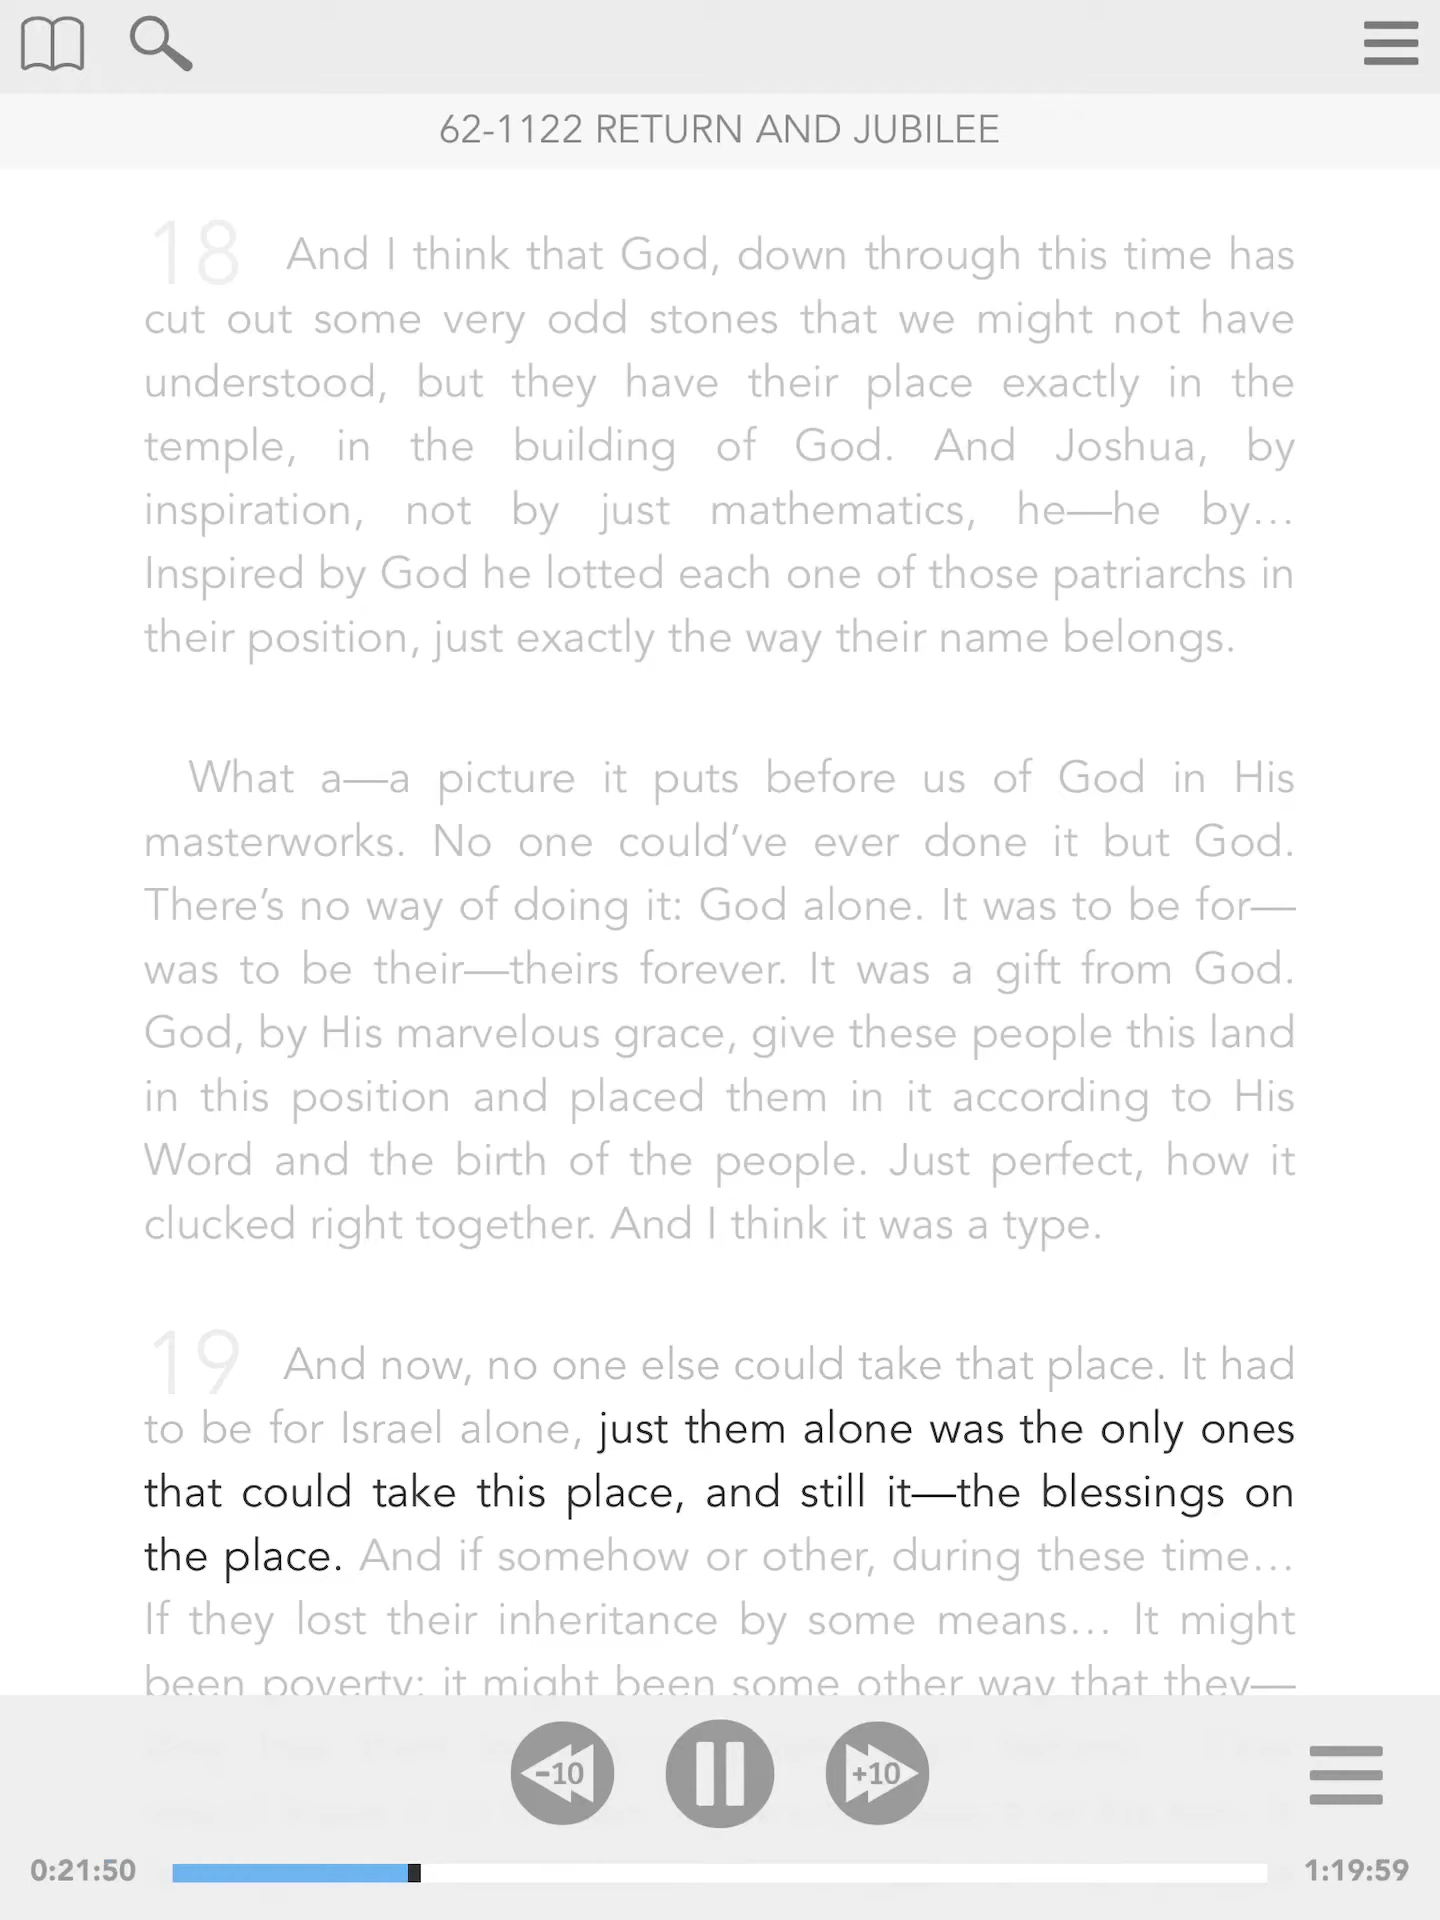 62-1122 RETURN AND JUBILEE
18 And I think that God, down through this time has
cut out some very odd stones that we might not have
understood, but they have their place exactly in the
temple, in the building of God. And Joshua, by
inspiration, not by just mathematics, he—he by…
Inspired by God he lotted each one of those patriarchs in
their position, just exactly the way their name belongs.
What a—a picture it puts before us of God in His
masterworks. No one could’ve ever done it but God.
There’s no way of doing it: God alone. It was to be for—
was to be their—theirs forever. It was a gift from God.
God, by His marvelous grace, give these people this land
in this position and placed them in it according to His
Word and the birth of the people. Just perfect, how it
clucked right together. And I think it was a type.
19 And now, no one else could take that place. It had
to be for Israel alone, just them alone was the only ones
that could take this place, and still it—the blessings on
the place. And if somehow or other, during these time…
If they lost their inheritance by some means… It might
been poverty; it might been some other way that they—
-10 +10
0:21:50 1:19:59